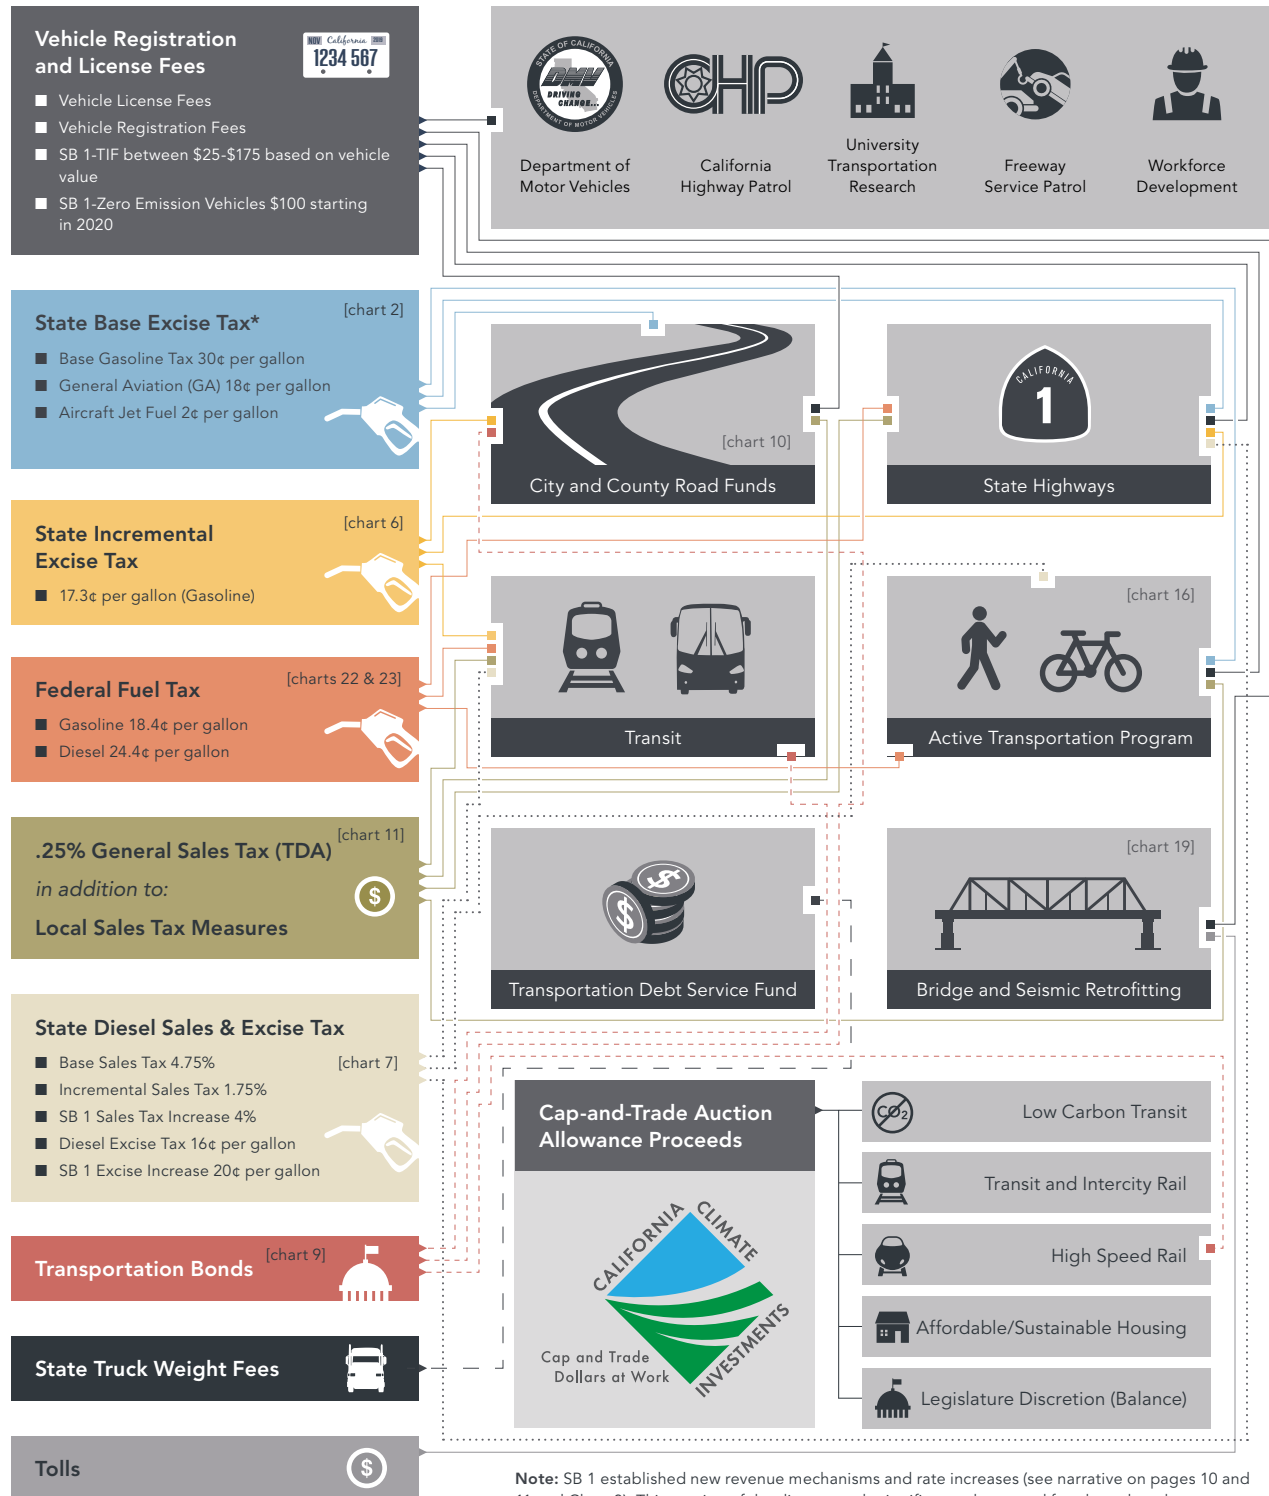 Vehicle Registration
and License Fees
NOV California 2018
1234 567
Vehicle License Fees
Vehicle Registration Fees
SB 1-TIF between $25-$175 based on vehicle
value
SB 1-Zero Emission Vehicles $100 starting
in 2020
STATE OF CALIFORNIA
DMV
DRIVING
CHANGE...
DEPARTMENT OF MOTOR VEHICLES
Department of
Motor Vehicles
CHP
California
Highway Patrol
University
Transportation
Research
Freeway
Service Patrol
Workforce
Development
State Base Excise Tax*
[chart 2]
Base Gasoline Tax 30¢ per gallon
General Aviation (GA) 18¢ per gallon
Aircraft Jet Fuel 2¢ per gallon
[chart 10]
City and County Road Funds
CALIFORNIA
1
State Highways
State Incremental
Excise Tax
[chart 6]
17.3¢ per gallon (Gasoline)
Transit
[chart 16]
Active Transportation Program
Federal Fuel Tax
[charts 22 & 23]
Gasoline 18.4¢ per gallon
Diesel 24.4¢ per gallon
.25% General Sales Tax (TDA)
[chart 11]
in addition to:
Local Sales Tax Measures
$
$
$
Transportation Debt Service Fund
[chart 19]
Bridge and Seismic Retrofitting
State Diesel Sales & Excise Tax
Base Sales Tax 4.75%
[chart 7]
Incremental Sales Tax 1.75%
SB 1 Sales Tax Increase 4%
Diesel Excise Tax 16¢ per gallon
SB 1 Excise Increase 20¢ per gallon
Cap-and-Trade Auction
Allowance Proceeds
CALIFORNIA
CLIMATE
INVESTMENTS
Cap and Trade
Dollars at Work
CO2
Low Carbon Transit
Transit and Intercity Rail
High Speed Rail
Affordable/Sustainable Housing
Legislature Discretion (Balance)
Transportation Bonds
[chart 9]
State Truck Weight Fees
Tolls
$
Note: SB 1 established new revenue mechanisms and rate increases (see narrative on pages 10 and